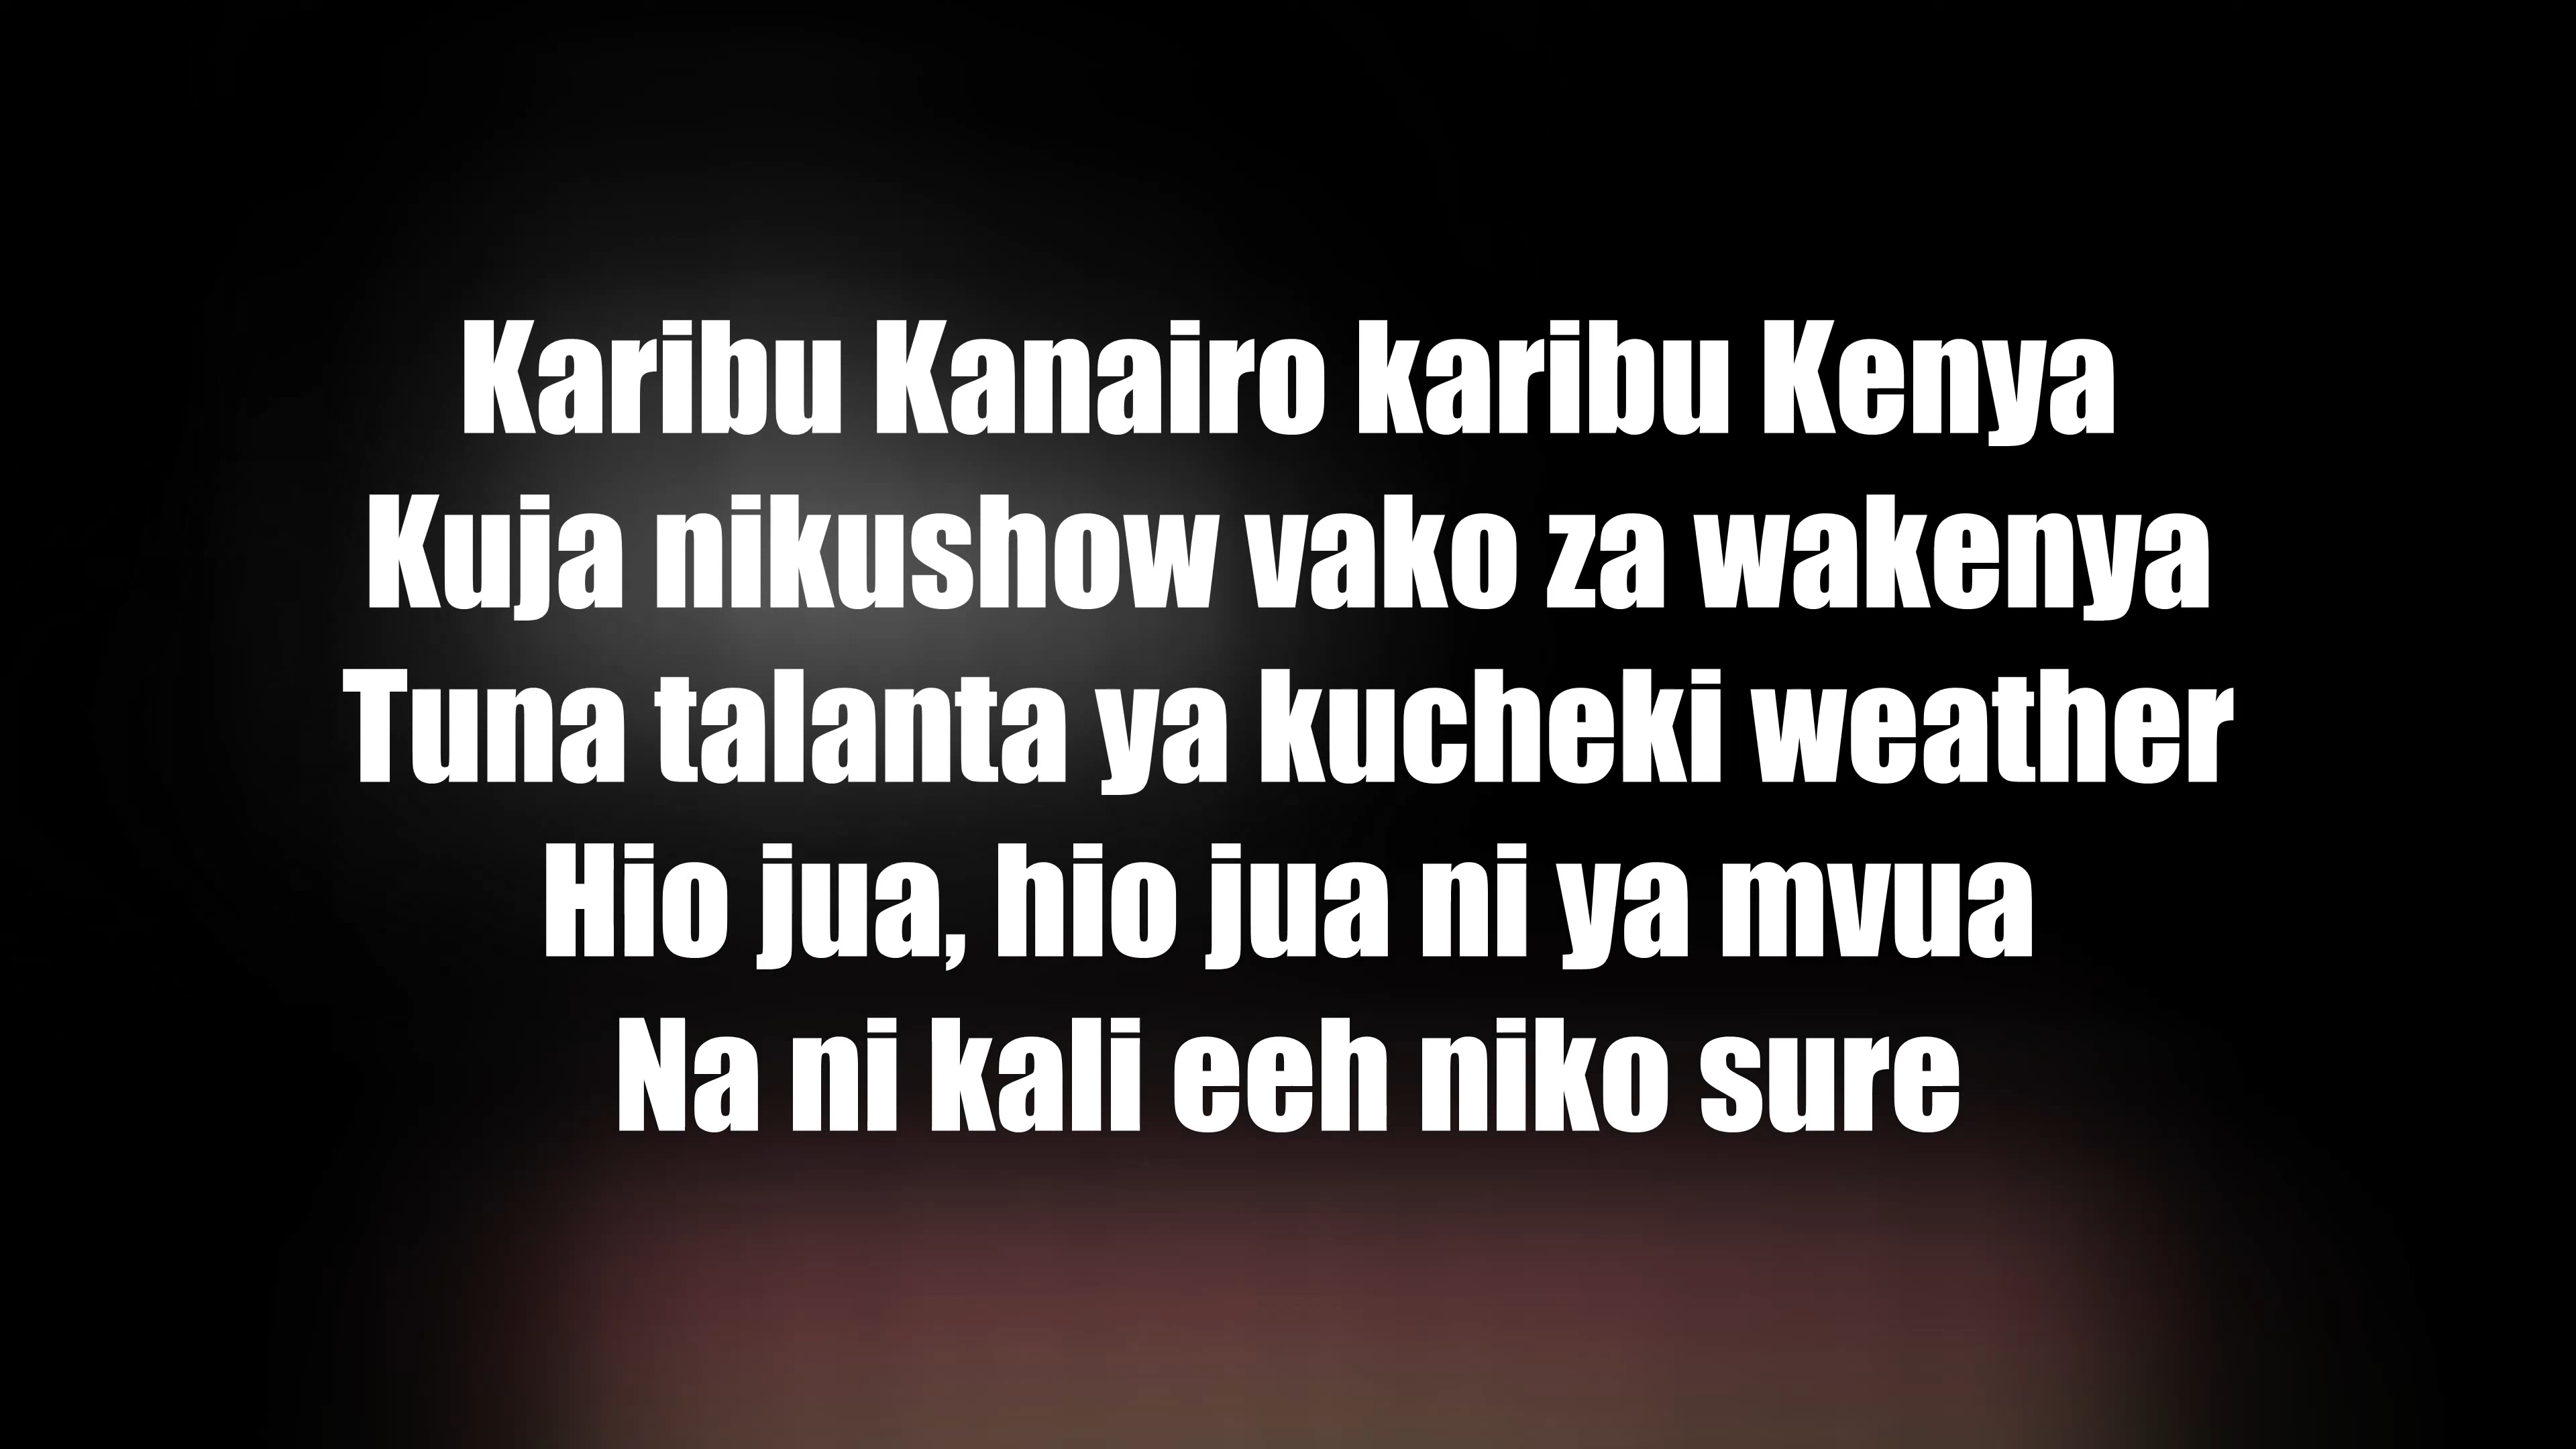 Karibu Kanairo karibu Kenya
Kuja nikushow vako za wakenya
Tuna talanta ya kucheki weather
Hio jua, hio jua ni ya mvua
Na ni kali eeh niko sure